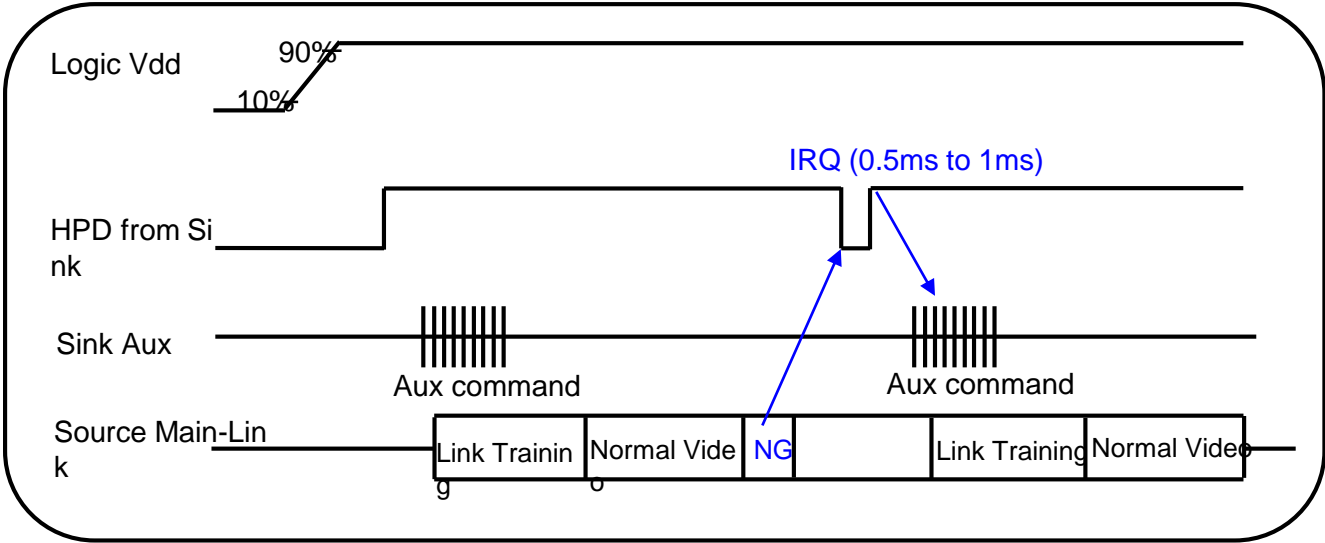 Logic Vdd
90%
10%
IRQ (0.5ms to 1ms)
HPD from Si
nk
Sink Aux
Aux command
Aux command
Source Main-Lin
k
Link Trainin
g
Normal Vide
o
NG
Link Training
Normal Video